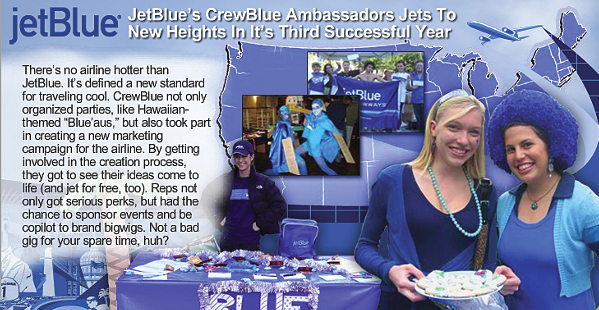 jetBlue
JetBlue's CrewBlue Ambassadors Jets To
New Heights In It's Third Successful Year
There's no airline hotter than
JetBlue. It's defined a new standard
for traveling cool. CrewBlue not only
organized parties, like Hawaiian-
themed "Blue'aus," but also took part
in creating a new marketing
campaign for the airline. By getting
involved in the creation process,
they got to see their ideas come to
life (and jet for free, too). Reps not
only got serious perks, but had the
chance to sponsor events and be
copilot to brand bigwigs. Not a bad
gig for your spare time, huh?
jetBlue
AIRWAYS
BLUE